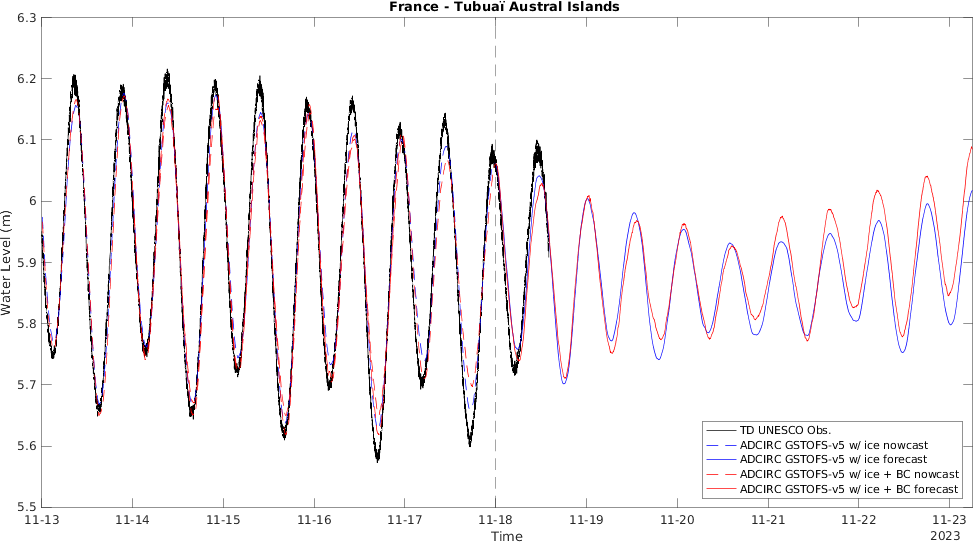 France - Tubuaï Austral Islands
Water Level (m)
6.3
6.2
6.1
6
5.9
5.8
5.7
5.6
5.5
TD UNESCO Obs.
ADCIRC GSTOFS-v5 w/ ice nowcast
ADCIRC GSTOFS-v5 w/ ice forecast
ADCIRC GSTOFS-v5 w/ ice + BC nowcast
ADCIRC GSTOFS-v5 w/ ice + BC forecast
11-13 11-14 11-15 11-16 11-17 11-18 11-19 11-20 11-21 11-22 11-23
Time
2023